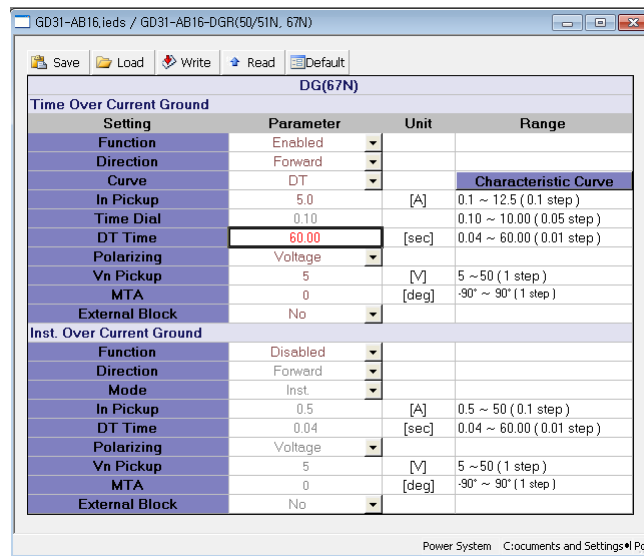 GD31-AB16,ieds / GD31-AB16-DGR(50/51N, 67N)
Save Load Write Read Default
DG(67N)
Time Over Current Ground
Setting Parameter Unit Range
Function Enabled
Direction Forward
Curve DT Characteristic Curve
In Pickup 5.0 [A] 0.1 ~ 12.5 ( 0.1 step )
Time Dial 0.10 0.10 ~ 10.00 (0.05 step)
DT Time 60.00 [sec] 0.04 ~ 60.00 ( 0.01 step )
Polarizing Voltage
Vn Pickup 5 [V] 5 ~50 ( 1 step )
MTA 0 [deg] -90° ~ 90° ( 1 step )
External Block No
Inst. Over Current Ground
Function Disabled
Direction Forward
Mode Inst.
In Pickup 0.5 [A] 0.5 ~ 50 ( 0.1 step )
DT Time 0.04 [sec] 0.04 ~ 60.00 ( 0.01 step )
Polarizing Voltage
Vn Pickup 5 [V] 5 ~50 ( 1 step )
MTA 0 [deg] -90° ~ 90° ( 1 step )
External Block No
Power System C:ocuments and Settings